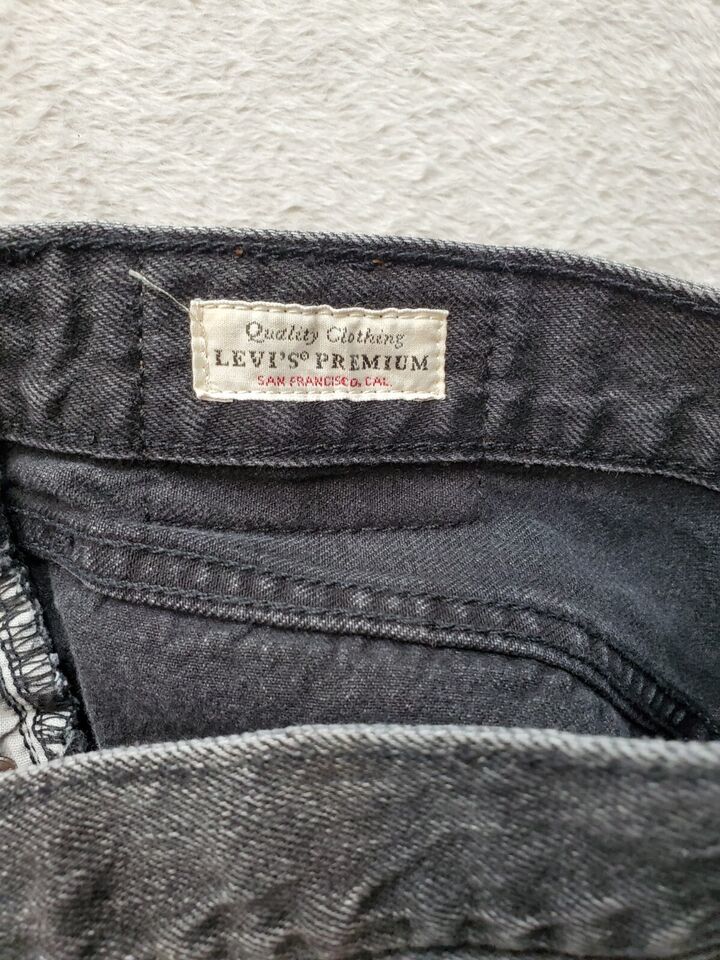 Quality Clothing
LEVI'S® PREMIUM
SAN FRANCISCO, CAL.